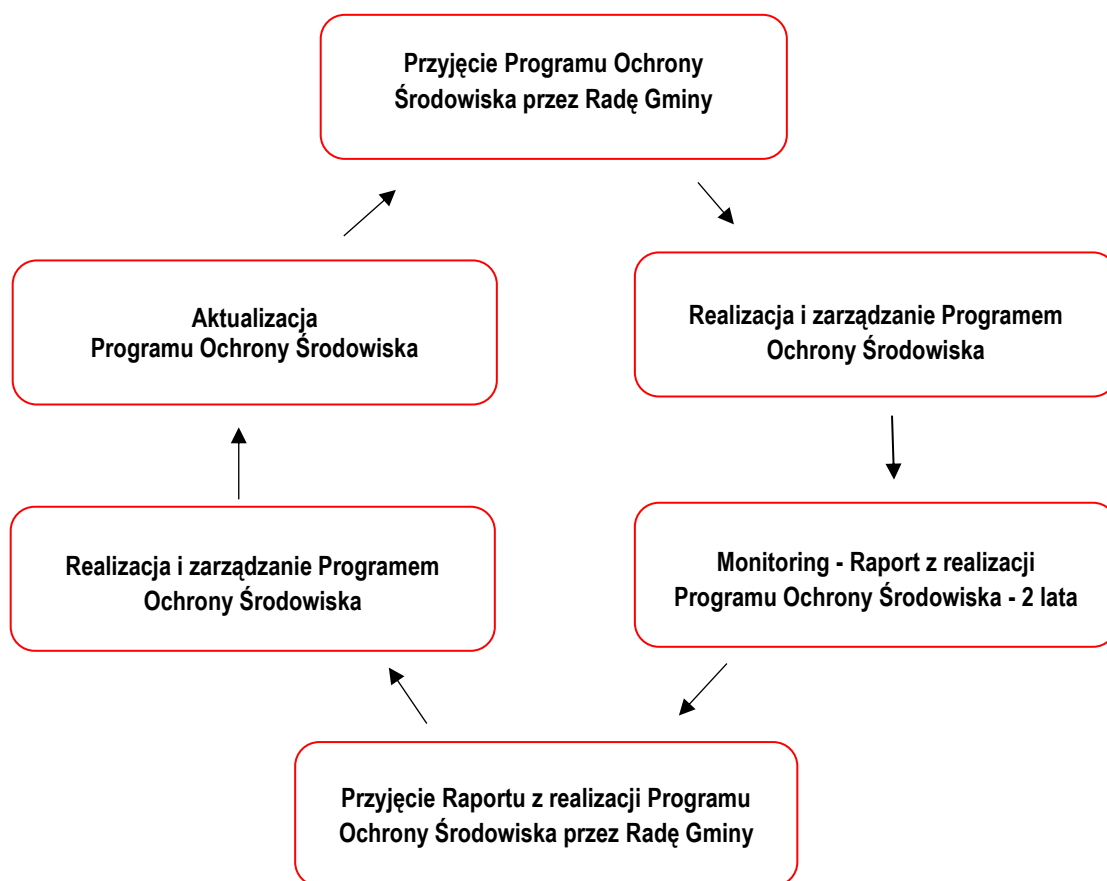 Przyjęcie Programu Ochrony
Środowiska przez Radę Gminy
Aktualizacja
Programu Ochrony Środowiska
Realizacja i zarządzanie Programem
Ochrony Środowiska
Realizacja i zarządzanie Programem
Ochrony Środowiska
Monitoring - Raport z realizacji
Programu Ochrony Środowiska - 2 lata
Przyjęcie Raportu z realizacji Programu
Ochrony Środowiska przez Radę Gminy